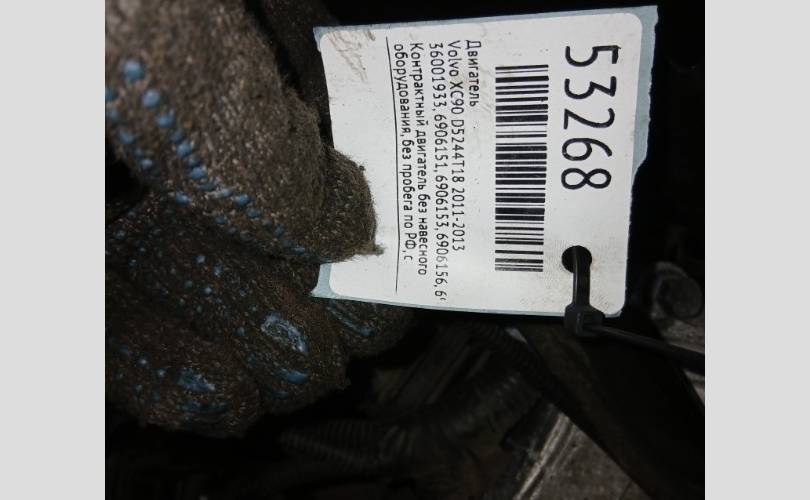 53268
Двигатель
Volvo XC90 D5244T18 2011-2013
36001933, 6906151, 6906153, 6906156, 6
Контрактный двигатель без навесного
оборудования, без пробега по РФ, с